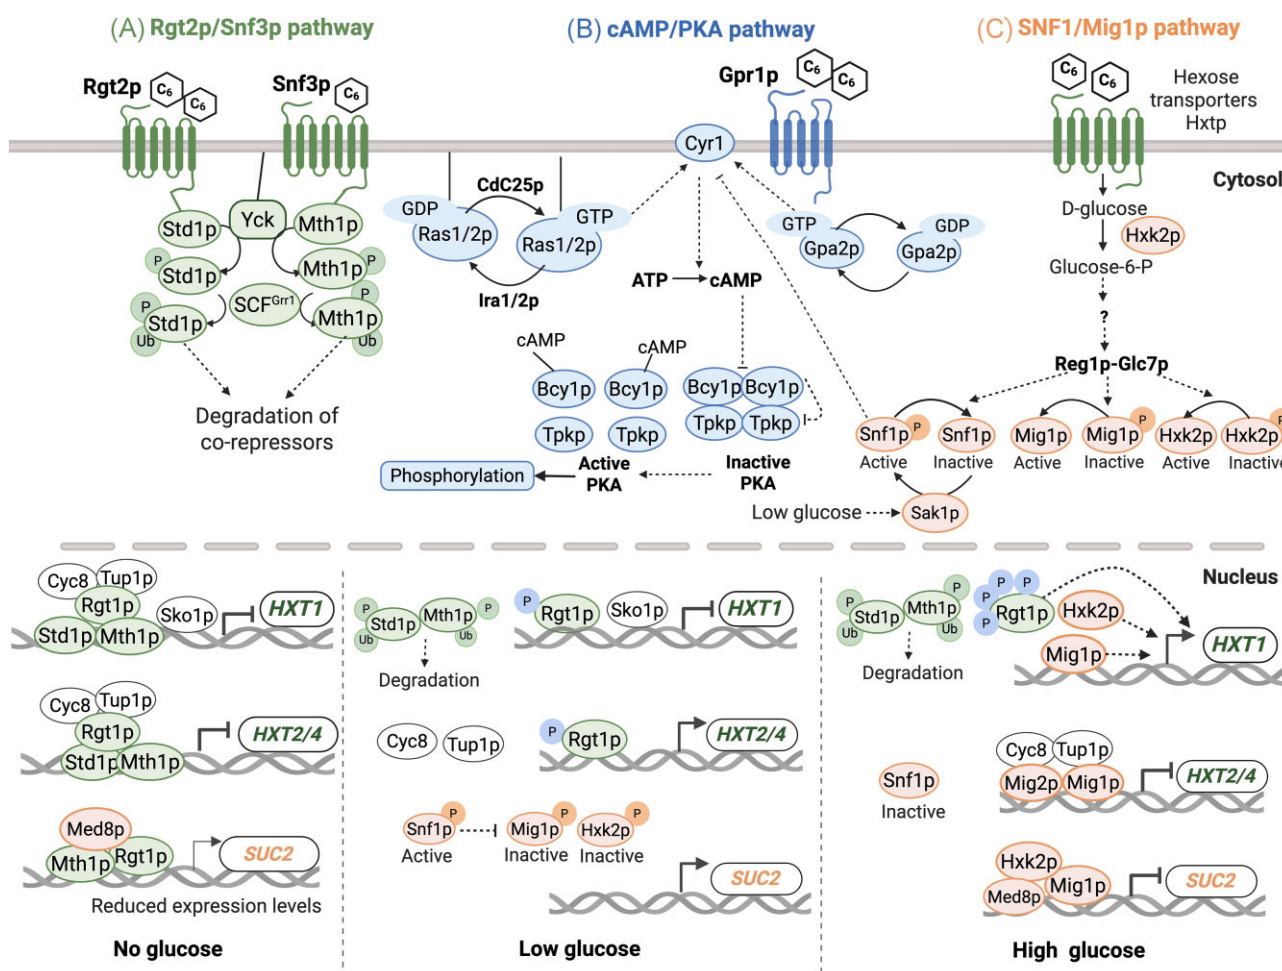 (A) Rgt2p/Snf3p pathway
(B) cAMP/PKA pathway
(C) SNF1/Mig1p pathway
Rgt2p
C6
C6
Snf3p
C6
Gpr1p
C6
C6
C6
C6
Hexose
transporters
Hxtp
Cyr1
Cytosol
CdC25p
GDP
Ras1/2p
GTP
Ras1/2p
Ira1/2p
GTP
Gpa2p
GDP
Gpa2p
D-glucose
Hxk2p
Glucose-6-P
?
Reg1p-Glc7p
Std1p
Yck
Mth1p
P
Std1p
Mth1p
P
SCFGrr1
P
Std1p
Ub
P
Mth1p
Ub
Degradation of
co-repressors
ATP
cAMP
cAMP
cAMP
Bcy1p
Bcy1p
Bcy1p
Bcy1p
Tpkp
Tpkp
Tpkp
Tpkp
Phosphorylation
Active
PKA
Inactive
PKA
Snf1p
P
Snf1p
Mig1p
Mig1p
P
Hxk2p
Hxk2p
P
Active
Inactive
Active
Inactive
Active
Inactive
Low glucose
Sak1p
Nucleus
Cyc8
Tup1p
Rgt1p
Std1p
Mth1p
Sko1p
HXT1
Cyc8
Tup1p
Rgt1p
Std1p
Mth1p
HXT2/4
Med8p
Mth1p
Rgt1p
SUC2
Reduced expression levels
No glucose
P
Std1p
Ub
Mth1p
P
Ub
Degradation
P
Rgt1p
Sko1p
HXT1
Cyc8
Tup1p
P
Rgt1p
HXT2/4
Snf1p
P
Active
Mig1p
P
Inactive
Hxk2p
P
Inactive
SUC2
Low glucose
P
Std1p
Ub
Mth1p
P
Ub
Degradation
P
P
P
P
Rgt1p
Hxk2p
Mig1p
HXT1
Snf1p
Inactive
Cyc8
Tup1p
Mig2p
Mig1p
HXT2/4
Hxk2p
Med8p
Mig1p
SUC2
High glucose